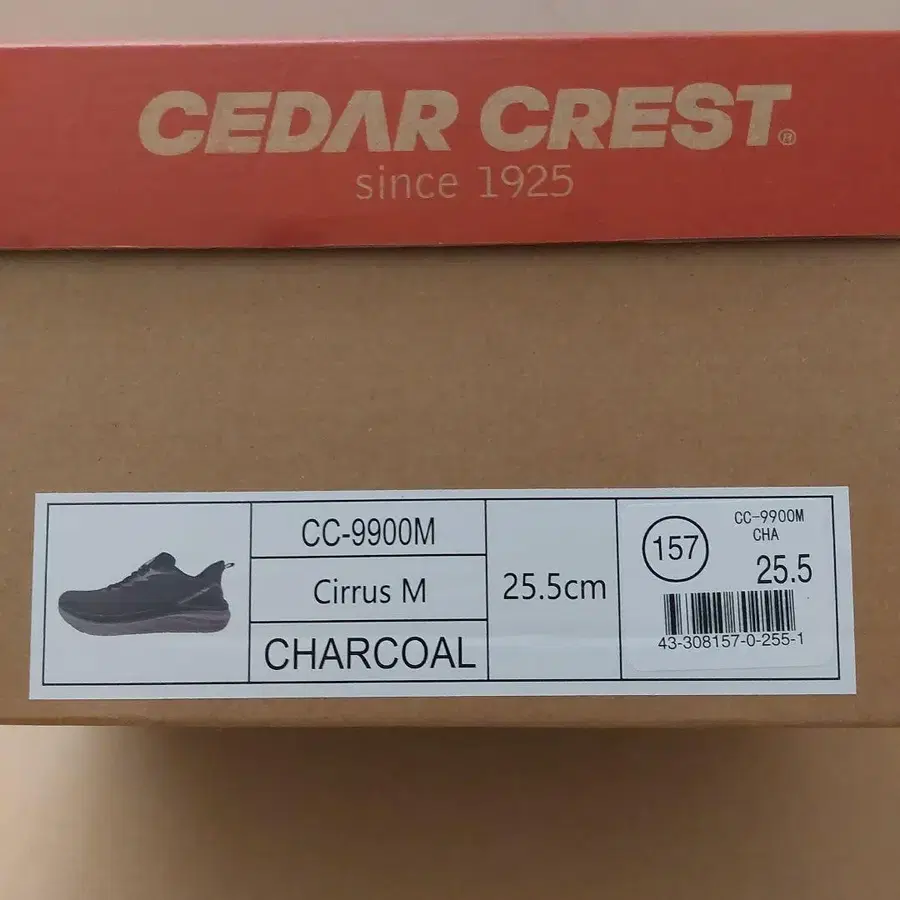 CEDAR CREST®
since 1925
CC-9900M
Cirrus M
CHARCOAL
25.5cm
157
CC-9900M
CHA
25.5
43-308157-0-255-1